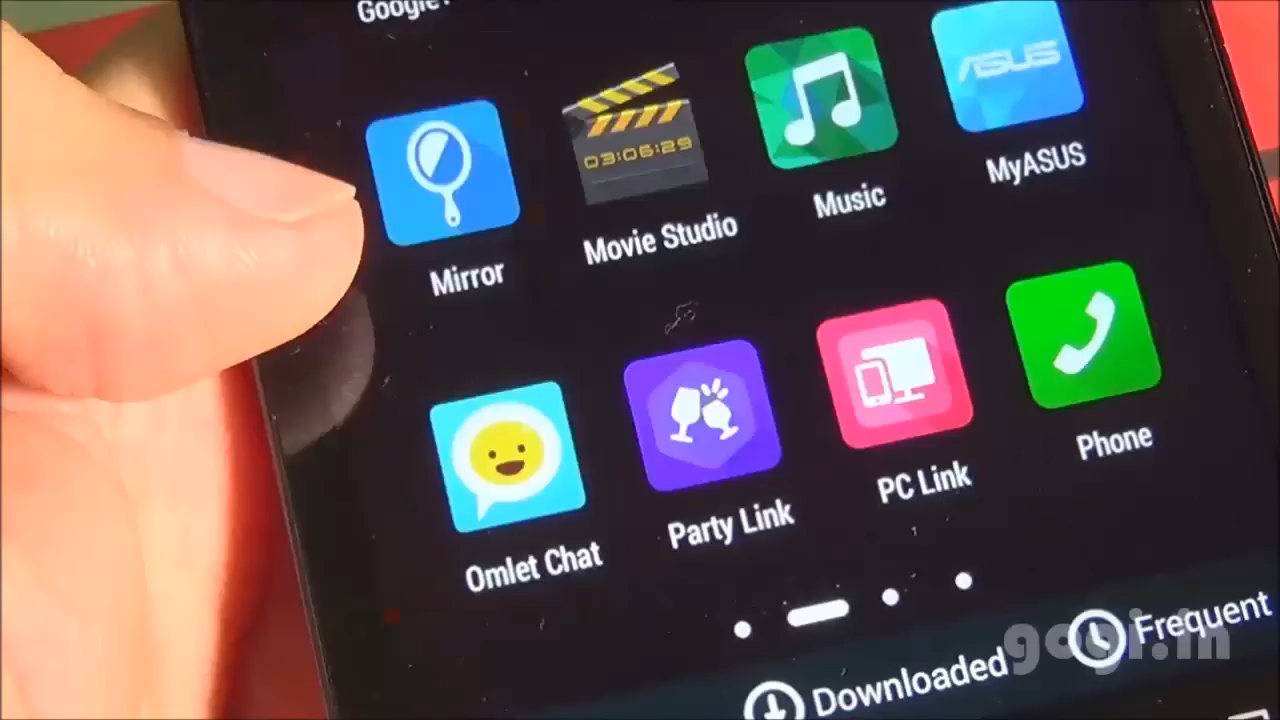 Google
ASUS
03:06:29
Mirror
Movie Studio
Music
MyASUS
Omlet Chat
Party Link
PC Link
Phone
Downloaded
Frequent
gogi.in